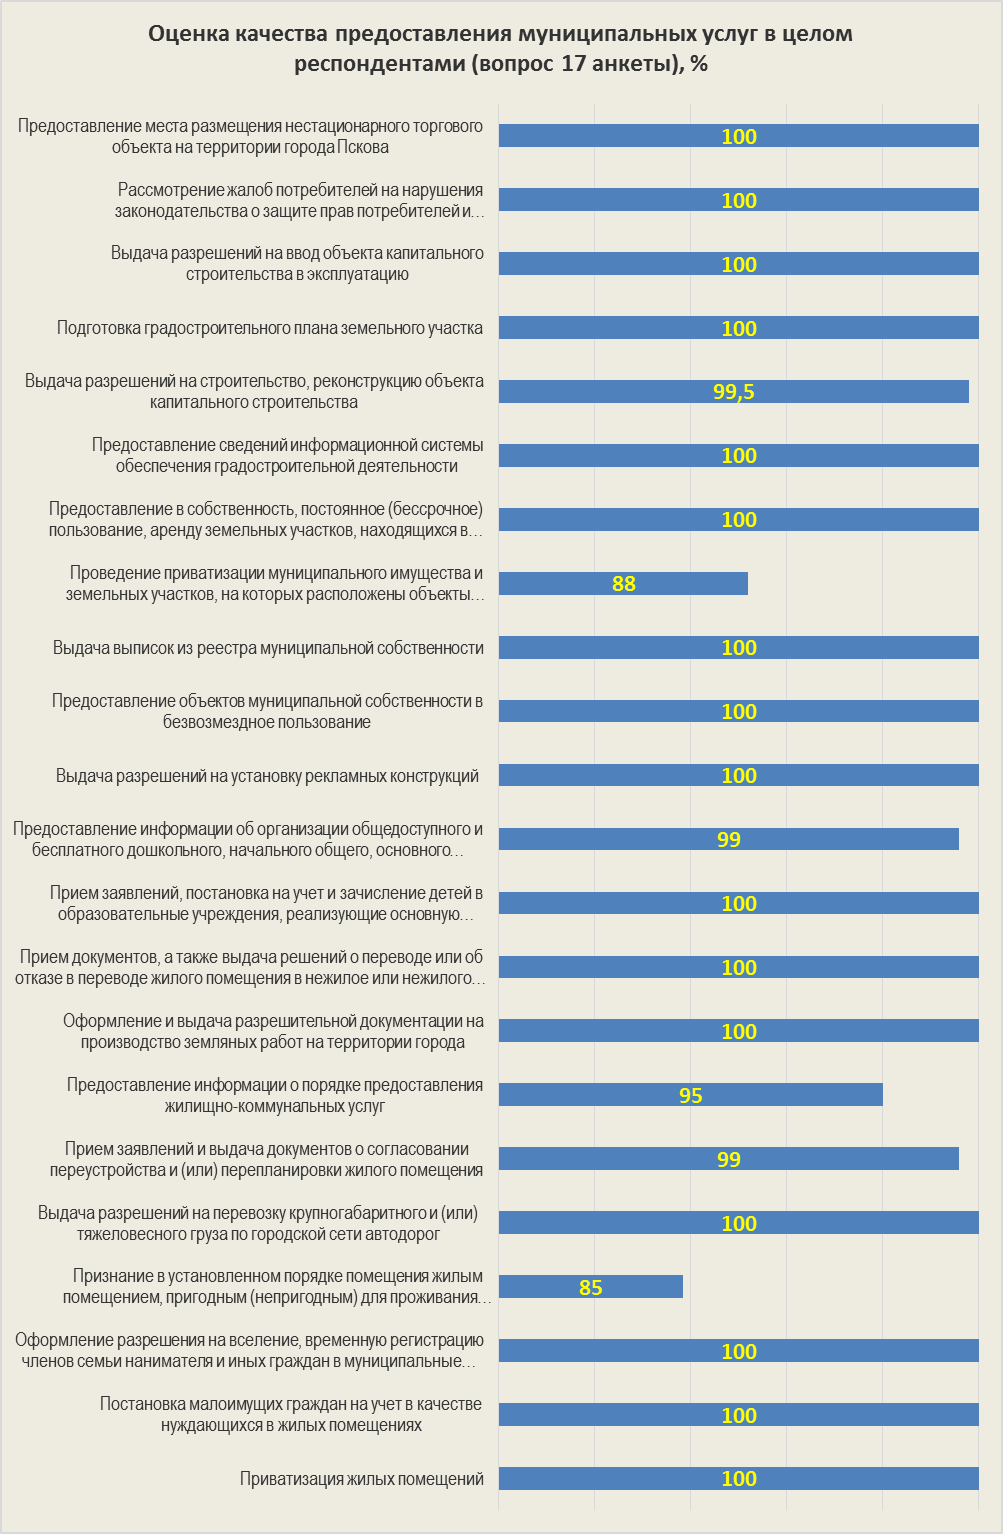 Оценка качества предоставления муниципальных услуг в целом
респондентами (вопрос 17 анкеты), %
Предоставление места размещения нестационарного торгового
объекта на территории города Пскова
100
Рассмотрение жалоб потребителей на нарушения
законодательства о защите прав потребителей и…
100
Выдача разрешений на ввод объекта капитального
строительства в эксплуатацию
100
Подготовка градостроительного плана земельного участка
100
Выдача разрешений на строительство, реконструкцию объекта
капитального строительства
99,5
Предоставление сведений информационной системы
обеспечения градостроительной деятельности
100
Предоставление в собственность, постоянное (бессрочное)
пользование, аренду земельных участков, находящихся в…
100
Проведение приватизации муниципального имущества и
земельных участков, на которых расположены объекты…
88
Выдача выписок из реестра муниципальной собственности
100
Предоставление объектов муниципальной собственности в
безвозмездное пользование
100
Выдача разрешений на установку рекламных конструкций
100
Предоставление информации об организации общедоступного и
бесплатного дошкольного, начального общего, основного…
99
Прием заявлений, постановка на учет и зачисление детей в
образовательные учреждения, реализующие основную…
100
Прием документов, а также выдача решений о переводе или об
отказе в переводе жилого помещения в нежилое или нежилого…
100
Оформление и выдача разрешительной документации на
производство земляных работ на территории города
100
Предоставление информации о порядке предоставления
жилищно-коммунальных услуг
95
Прием заявлений и выдача документов о согласовании
переустройства и (или) перепланировки жилого помещения
99
Выдача разрешений на перевозку крупногабаритного и (или)
тяжеловесного груза по городской сети автодорог
100
Признание в установленном порядке помещения жилым
помещением, пригодным (непригодным) для проживания…
85
Оформление разрешения на вселение, временную регистрацию
членов семьи нанимателя и иных граждан в муниципальные…
100
Постановка малоимущих граждан на учет в качестве
нуждающихся в жилых помещениях
100
Приватизация жилых помещений
100